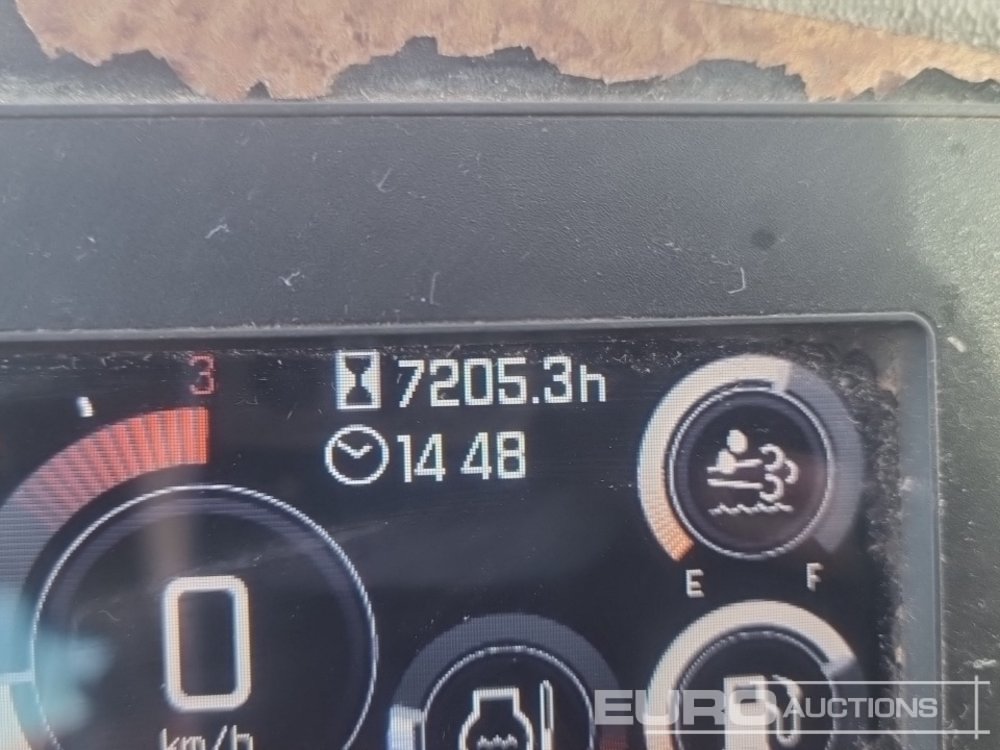 3
7205.3h
14 48
E F
0
km/h
EURO AUCTIONS